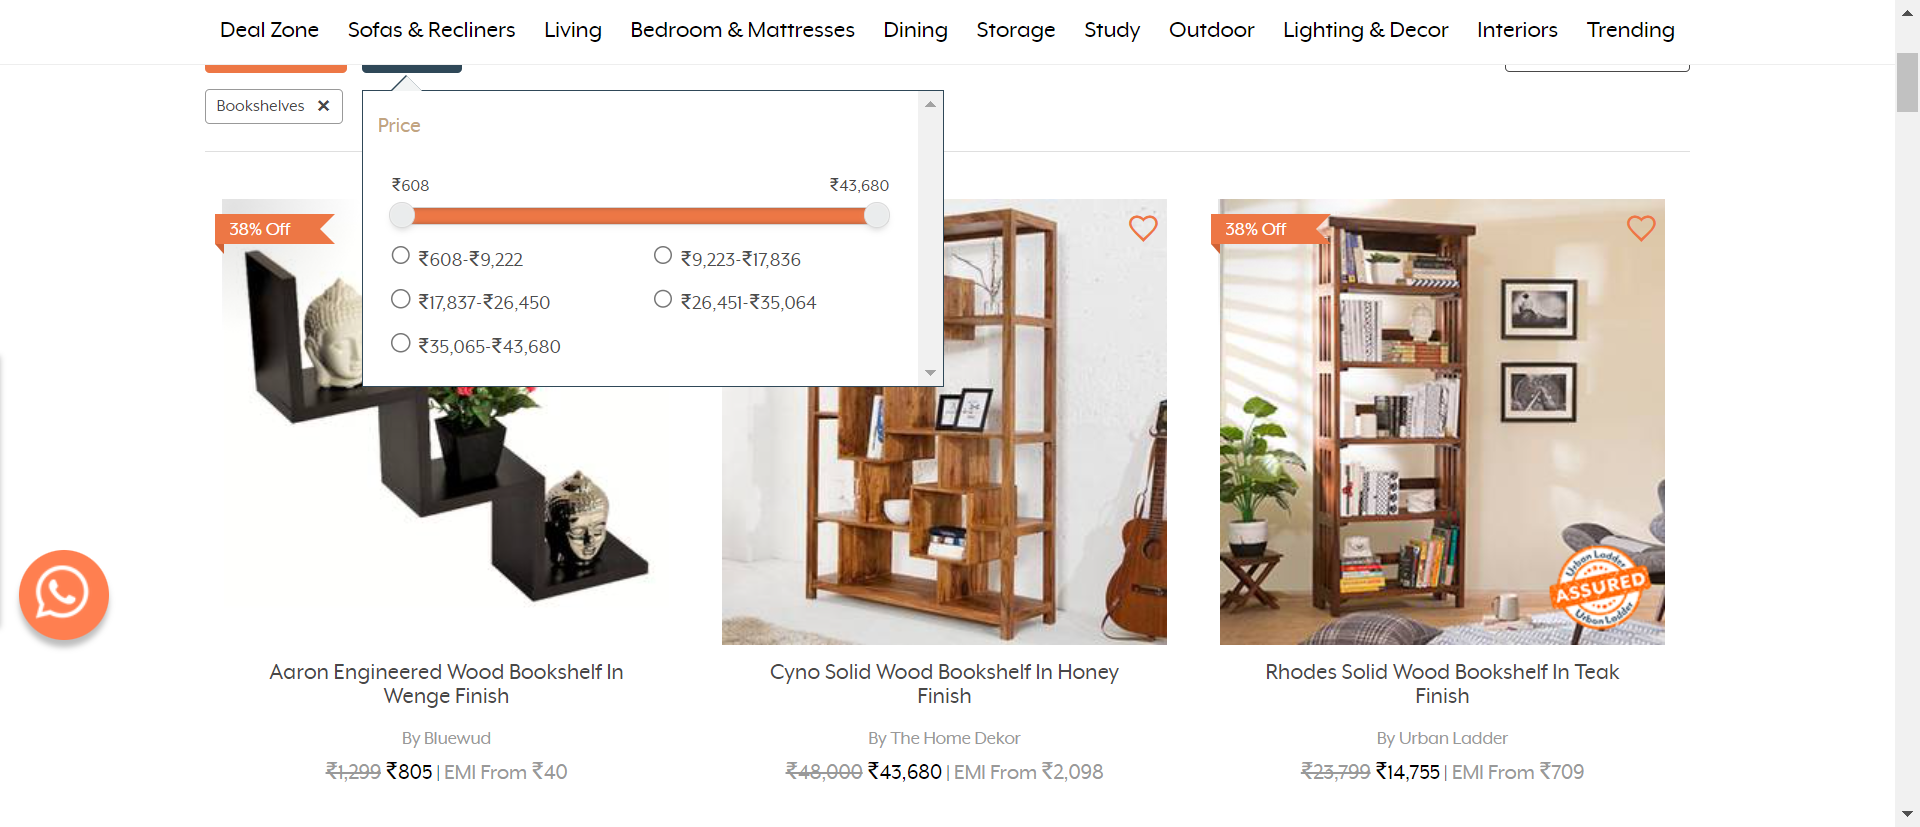 Deal Zone Sofas & Recliners Living Bedroom & Mattresses Dining Storage Study Outdoor Lighting & Decor Interiors Trending
Bookshelves ✕
Price
₹608 ₹43,680
₹608-₹9,222 ₹9,223-₹17,836
₹17,837-₹26,450 ₹26,451-₹35,064
₹35,065-₹43,680
38% Off
38% Off
Urban Ladder
ASSURED
Urban Ladder
Aaron Engineered Wood Bookshelf In
Wenge Finish
By Bluewud
₹1,299 ₹805 | EMI From ₹40
Cyno Solid Wood Bookshelf In Honey
Finish
By The Home Dekor
₹48,000 ₹43,680 | EMI From ₹2,098
Rhodes Solid Wood Bookshelf In Teak
Finish
By Urban Ladder
₹23,799 ₹14,755 | EMI From ₹709